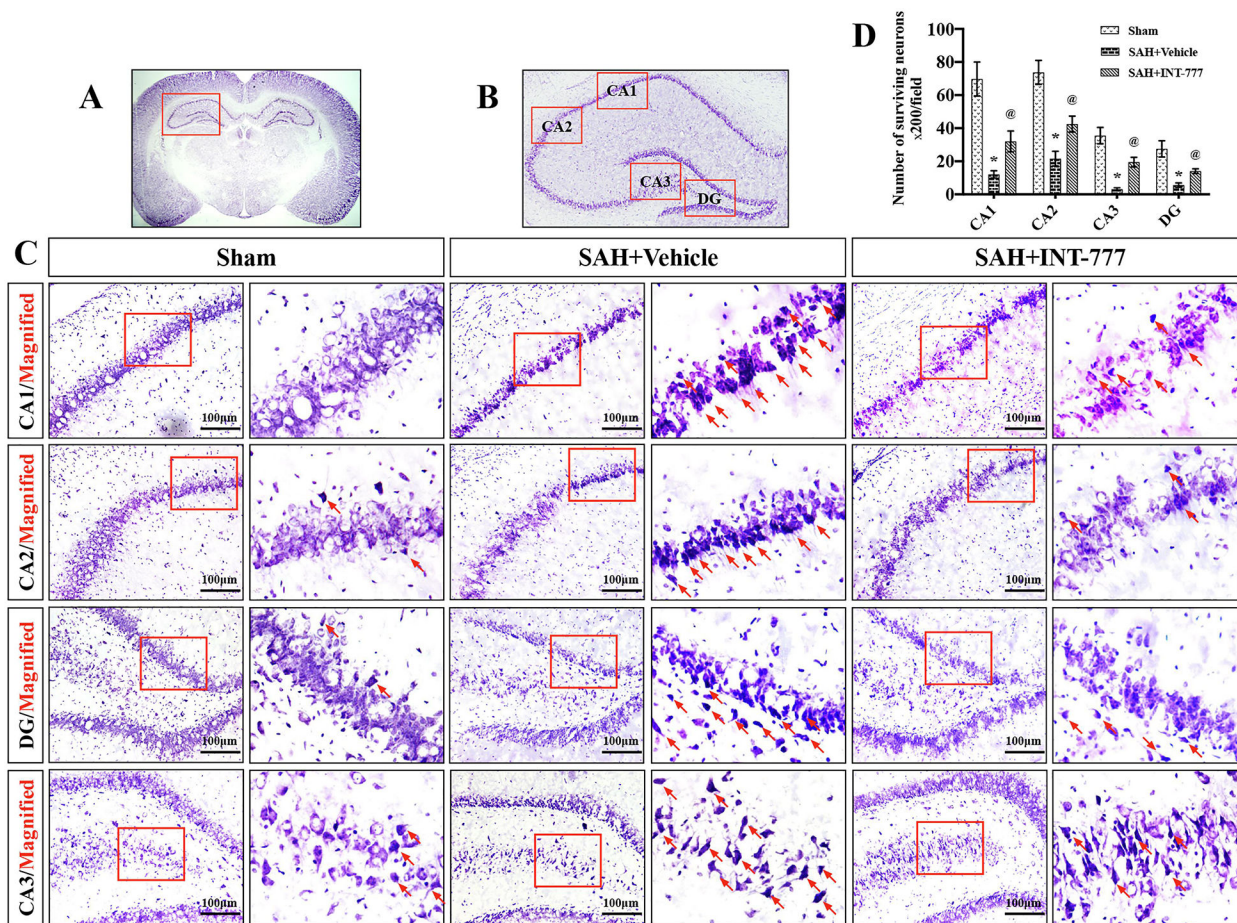 A
B
CA1
CA2
CA3
DG
D
Number of surviving neurons
x200/field
100
80
60
40
20
0
Sham
SAH+Vehicle
SAH+INT-777
*
@
*
@
*
@
*
@
CA1
CA2
CA3
DG
C
Sham
SAH+Vehicle
SAH+INT-777
CA1/Magnified
100μm
100μm
100μm
CA2/Magnified
100μm
100μm
100μm
DG/Magnified
100μm
100μm
100μm
CA3/Magnified
100μm
100μm
100μm